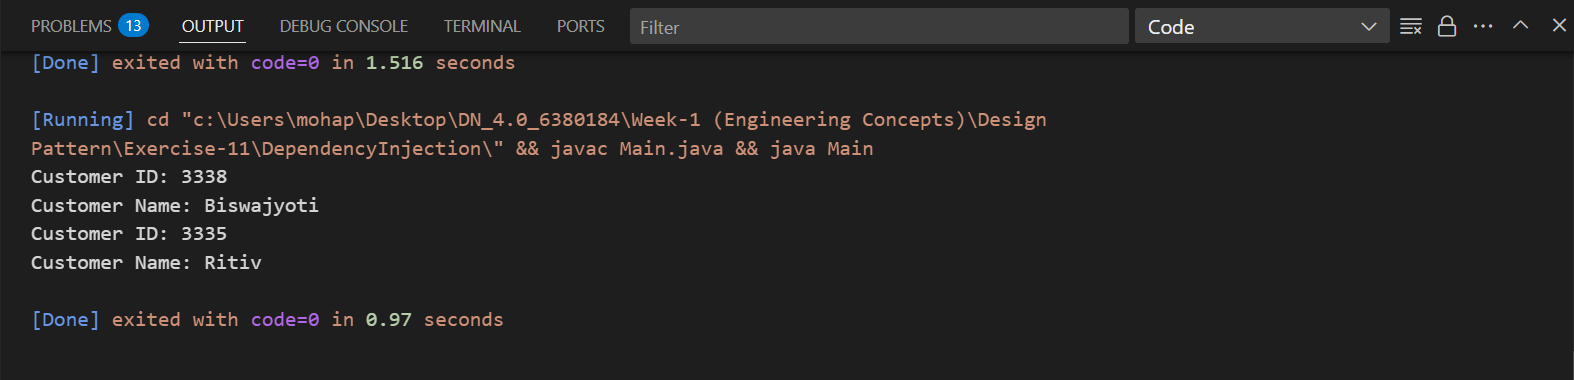 PROBLEMS 13 OUTPUT DEBUG CONSOLE TERMINAL PORTS Filter Code
[Done] exited with code=0 in 1.516 seconds
[Running] cd "c:\Users\mohap\Desktop\DN_4.0_6380184\Week-1 (Engineering Concepts)\Design
Pattern\Exercise-11\DependencyInjection\" && javac Main.java && java Main
Customer ID: 3338
Customer Name: Biswajyoti
Customer ID: 3335
Customer Name: Ritiv
[Done] exited with code=0 in 0.97 seconds